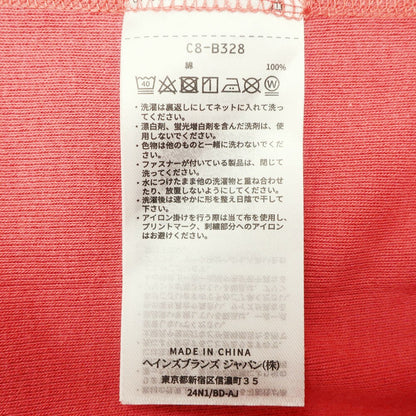 C8-B328
綿 100%
40
W
・洗濯は裏返しにしてネットに入れて洗っ
てください。
・漂白剤、蛍光増白剤を含んだ洗剤は、使
用しないでください。
・色物は他のものと一緒に洗わないでくだ
さい。
・ファスナーが付いている製品は、閉じて
洗ってください。
・水につけたまま他の洗濯物と重ね合わせ
たり、放置しないようにしてください。
・洗濯後は速やかに形を整え日陰で干して
下さい。
・アイロン掛けを行う際は当て布を使用し、
プリントマーク、刺繍部分へのアイロン
はお避けください。
MADE IN CHINA
ヘインズブランズ ジャパン(株)
東京都新宿区信濃町35
24N1/BD-AJ